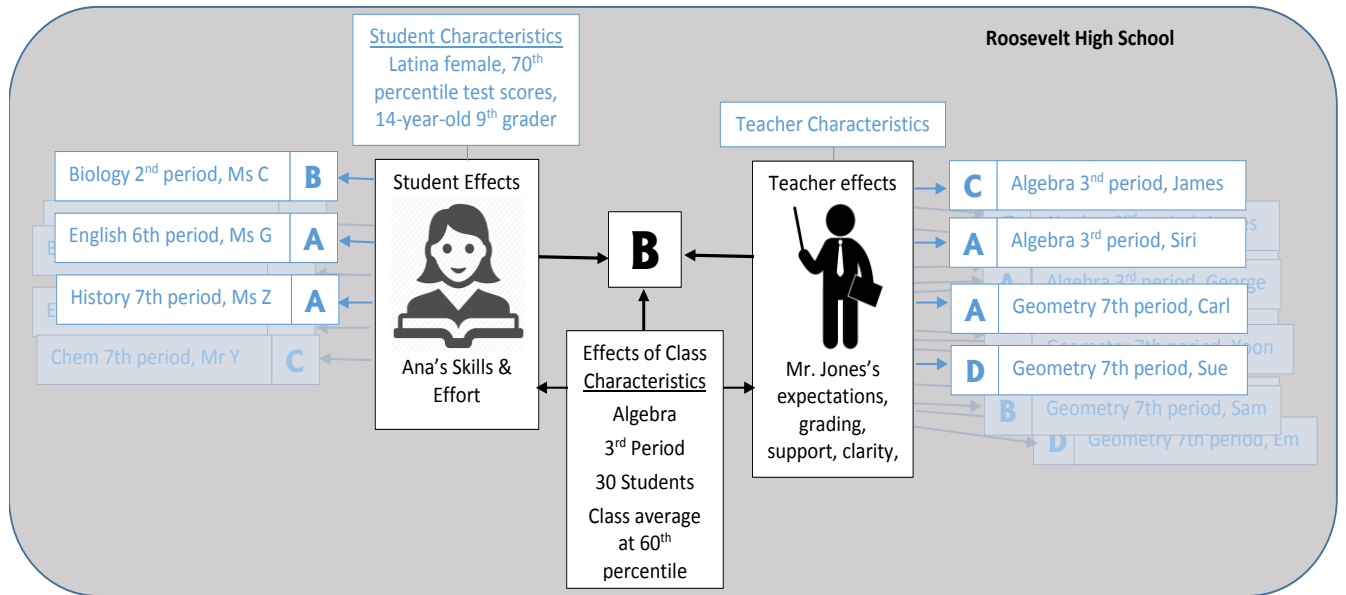 Roosevelt High School
Student Characteristics
Latina female, 70th
percentile test scores,
14-year-old 9th grader
Teacher Characteristics
Biology 2nd period, Ms C B
English 6th period, Ms G A
History 7th period, Ms Z A
Chem 7th period, Mr Y C
Student Effects
Ana's Skills &
Effort
B
Effects of Class
Characteristics
Algebra
3rd Period
30 Students
Class average
at 60th
percentile
Teacher effects
Mr. Jones's
expectations,
grading,
support, clarity,
C Algebra 3nd period, James
A Algebra 3rd period, Siri
Algebra 3rd period, George
A Geometry 7th period, Carl
D Geometry 7th period, Sue
B Geometry 7th period, Sam
D Geometry 7th period, Em